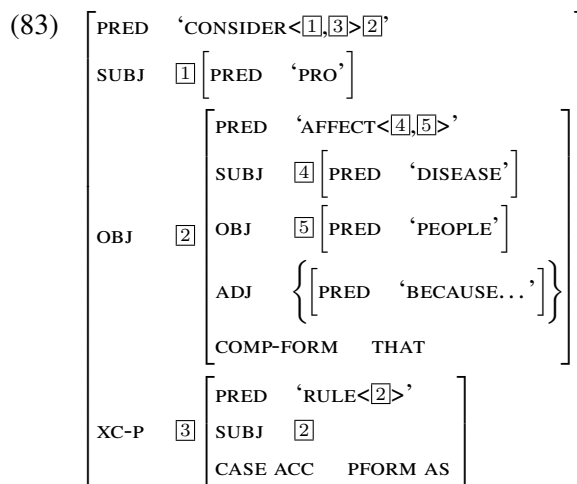 (83) PRED ‘CONSIDER<1,3>2’
SUBJ 1 [PRED ‘PRO’]
PRED ‘AFFECT<4,5>’
SUBJ 4 [PRED ‘DISEASE’]
OBJ 2 OBJ 5 [PRED ‘PEOPLE’]
ADJ {[PRED ‘BECAUSE...’]}
COMP-FORM THAT
PRED ‘RULE<2>’
XC-P 3 SUBJ 2
CASE ACC PFORM AS